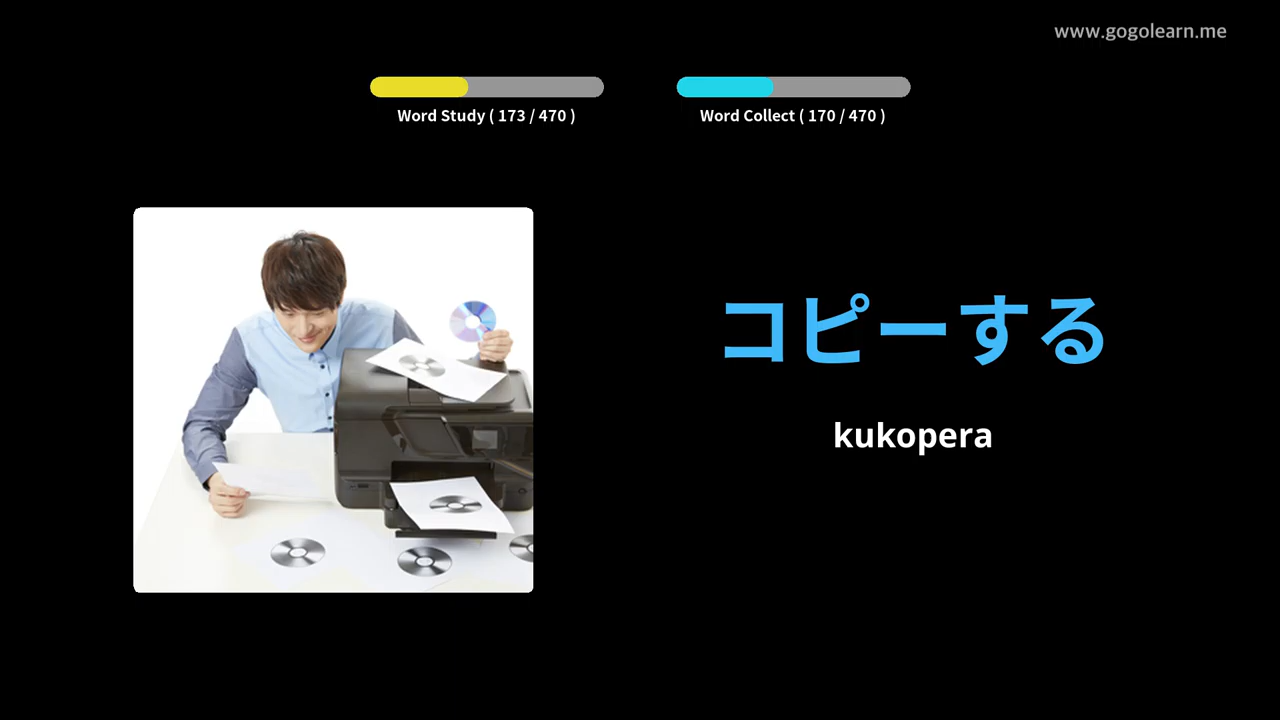 www.gogolearn.me
Word Study ( 173 / 470 )
Word Collect ( 170 / 470 )
コピーする
kukopera